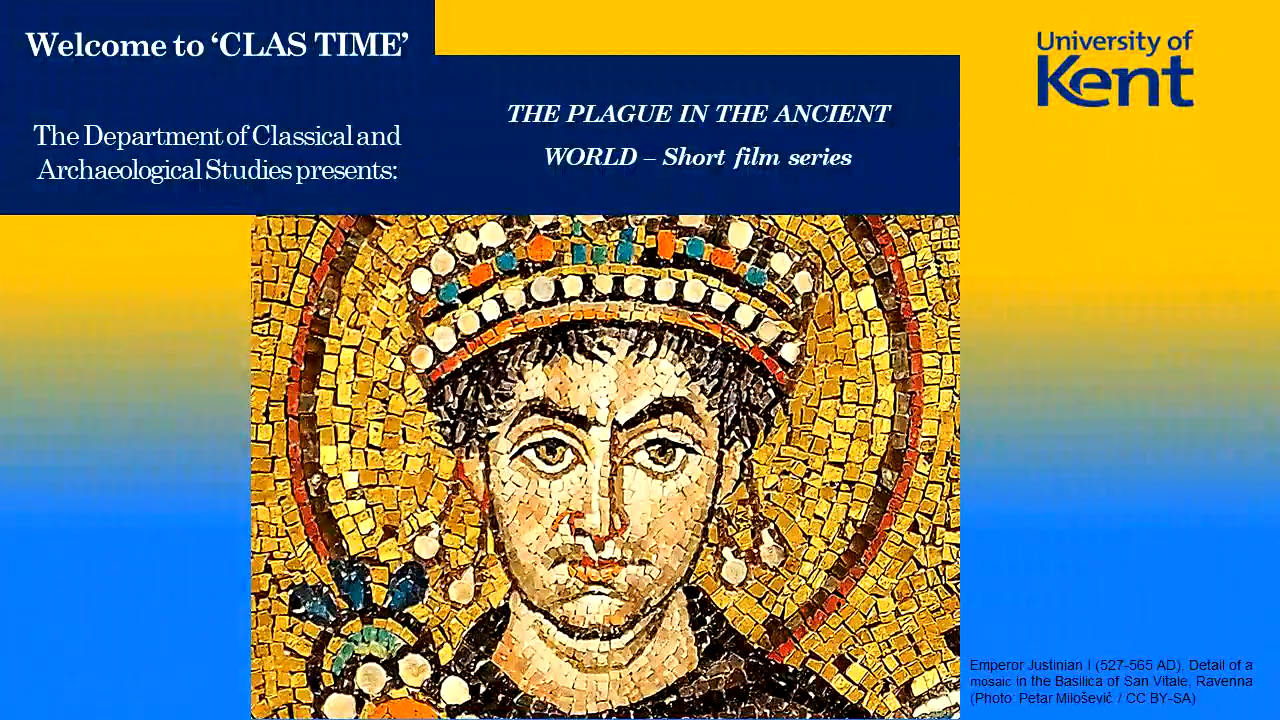 Welcome to ‘CLAS TIME’
The Department of Classical and
Archaeological Studies presents:
THE PLAGUE IN THE ANCIENT
WORLD – Short film series
University of
Kent
Emperor Justinian I (527-565 AD). Detail of a
mosaic in the Basilica of San Vitale, Ravenna
(Photo: Petar Milošević / CC BY-SA)